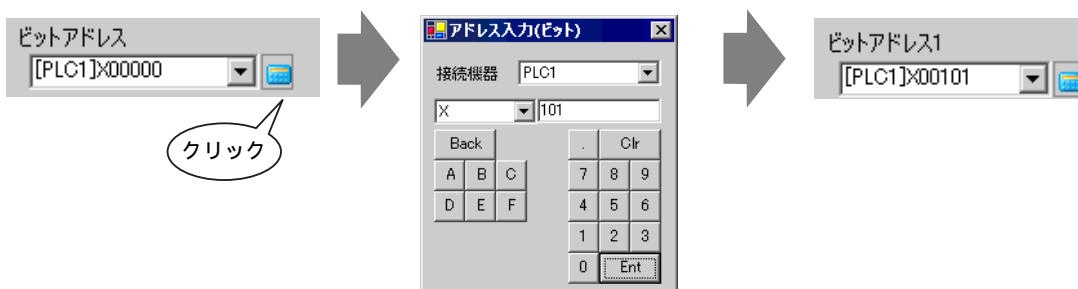 ビットアドレス
[PLC1]X00000
クリック
アドレス入力(ビット)
接続機器 PLC1
X 101
Back . Clr
A B C 7 8 9
D E F 4 5 6
1 2 3
0 Ent
ビットアドレス1
[PLC1]X00101